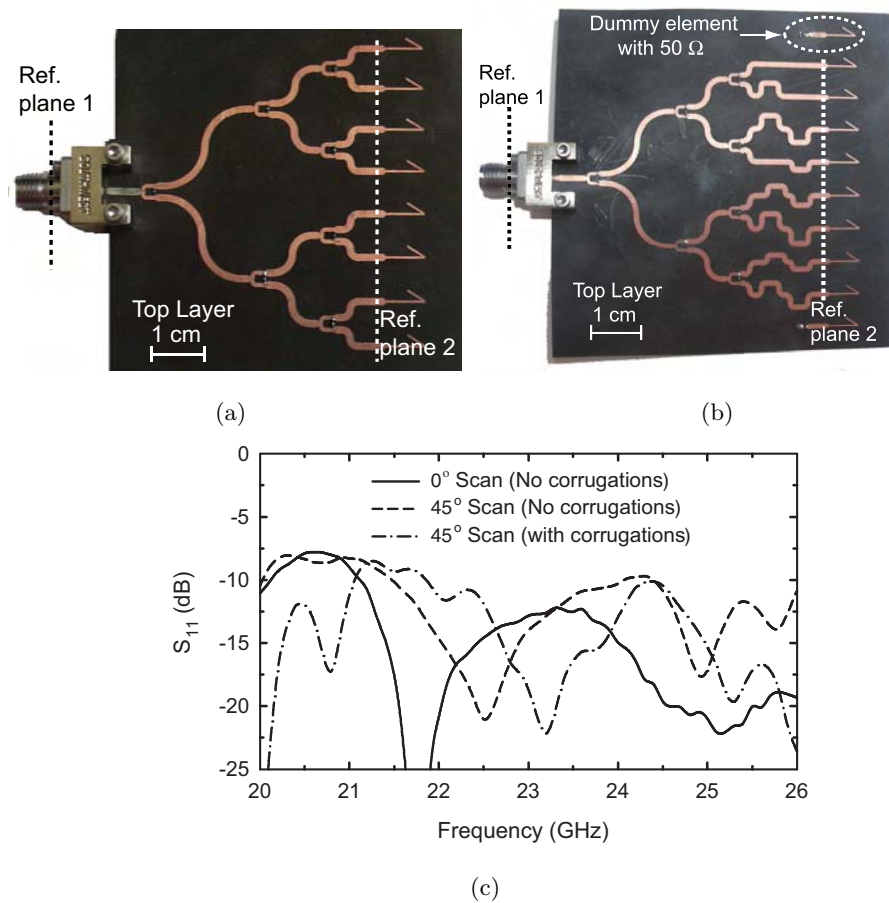 Ref.
plane 1
Top Layer
1 cm
Ref.
plane 2
(a)
Dummy element
with 50 Ω
Ref.
plane 1
Top Layer
1 cm
Ref.
plane 2
(b)
0° Scan (No corrugations)
45° Scan (No corrugations)
45° Scan (with corrugations)
S11 (dB)
0
-5
-10
-15
-20
-25
20 21 22 23 24 25 26
Frequency (GHz)
(c)